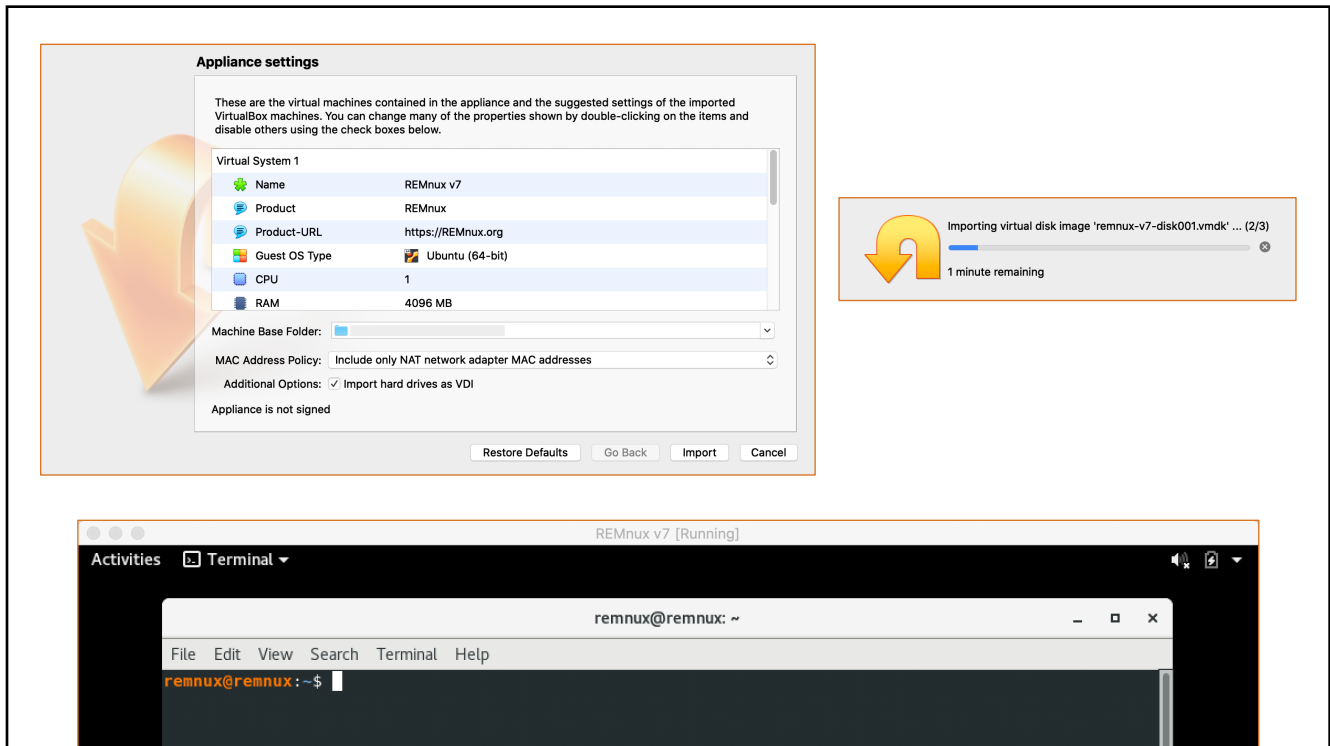 Appliance settings
These are the virtual machines contained in the appliance and the suggested settings of the imported
VirtualBox machines. You can change many of the properties shown by double-clicking on the items and
disable others using the check boxes below.
Virtual System 1
Name REMnux v7
Product REMnux
Product-URL https://REMnux.org
Guest OS Type Ubuntu (64-bit)
CPU 1
RAM 4096 MB
Machine Base Folder:
MAC Address Policy: Include only NAT network adapter MAC addresses
Additional Options: Import hard drives as VDI
Appliance is not signed
Restore Defaults Go Back Import Cancel
Importing virtual disk image 'remnux-v7-disk001.vmdk' ... (2/3)
1 minute remaining
REMnux v7 [Running]
Activities Terminal
remnux@remnux: ~
File Edit View Search Terminal Help
remnux@remnux:~$